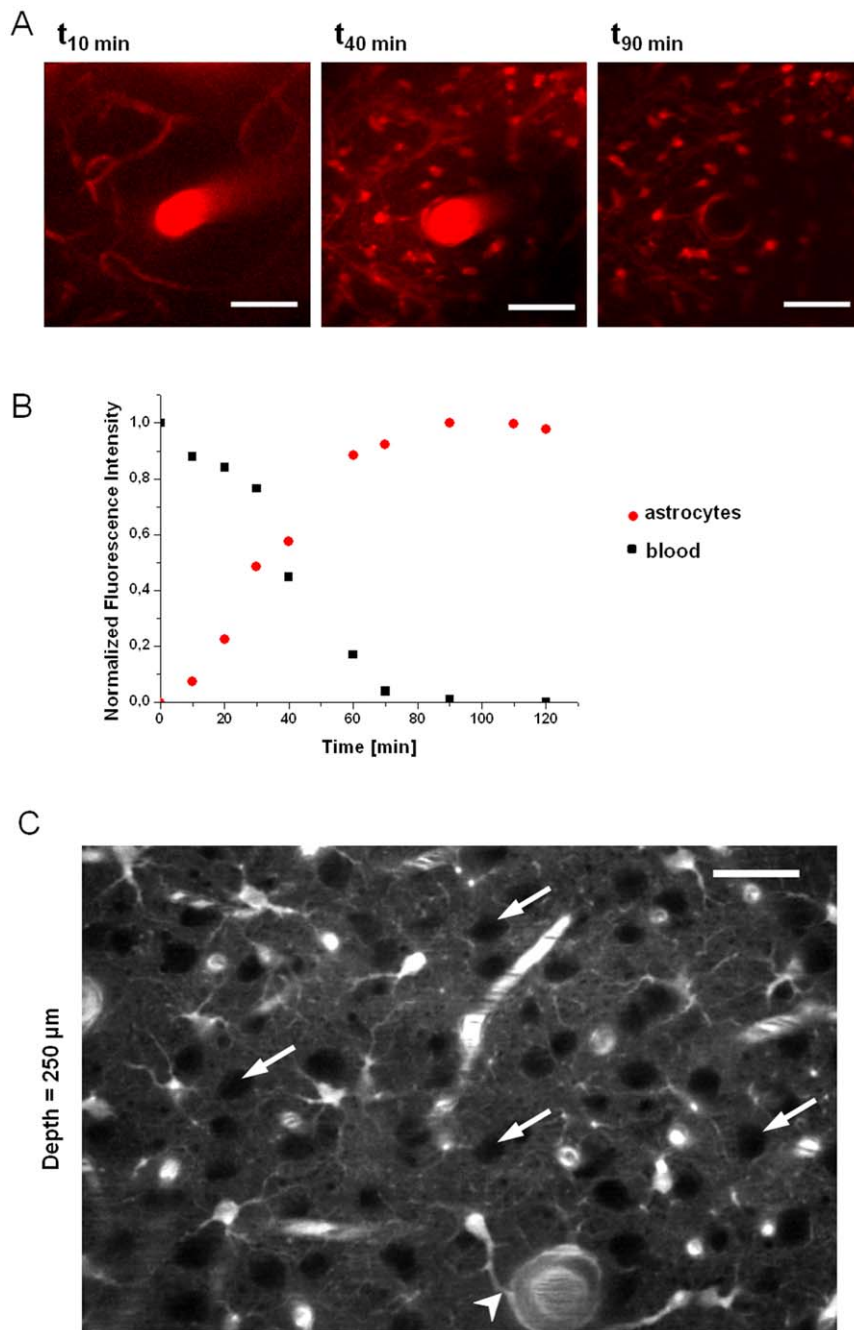 A
t10 min
t40 min
t90 min
B
Normalized Fluorescence Intensity
1,0
0,8
0,6
0,4
0,2
0,0
0 20 40 60 80 100 120
Time [min]
astrocytes
blood
C
Depth = 250 µm